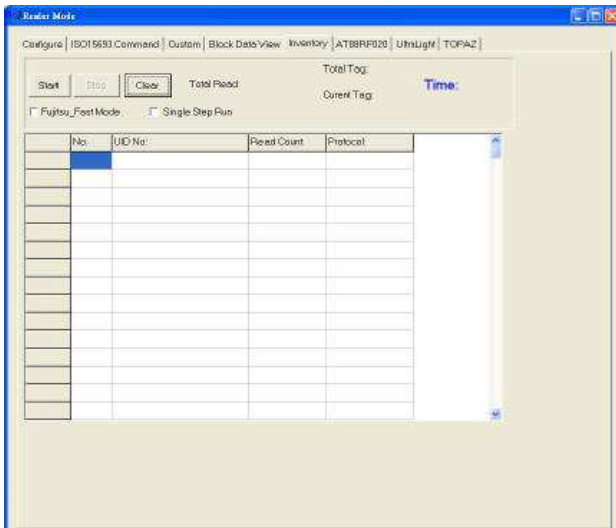 Reader Mode
Configure ISO15693 Command Custom Block Data View Inventory AT88RF020 UltraLight TOPAZ
Total Tag:
Start Stop Clear Total Read: Time:
Curent Tag:
Fujitsu_Fast Mode Single Step Run
No. UID No: Read Count Protocol: